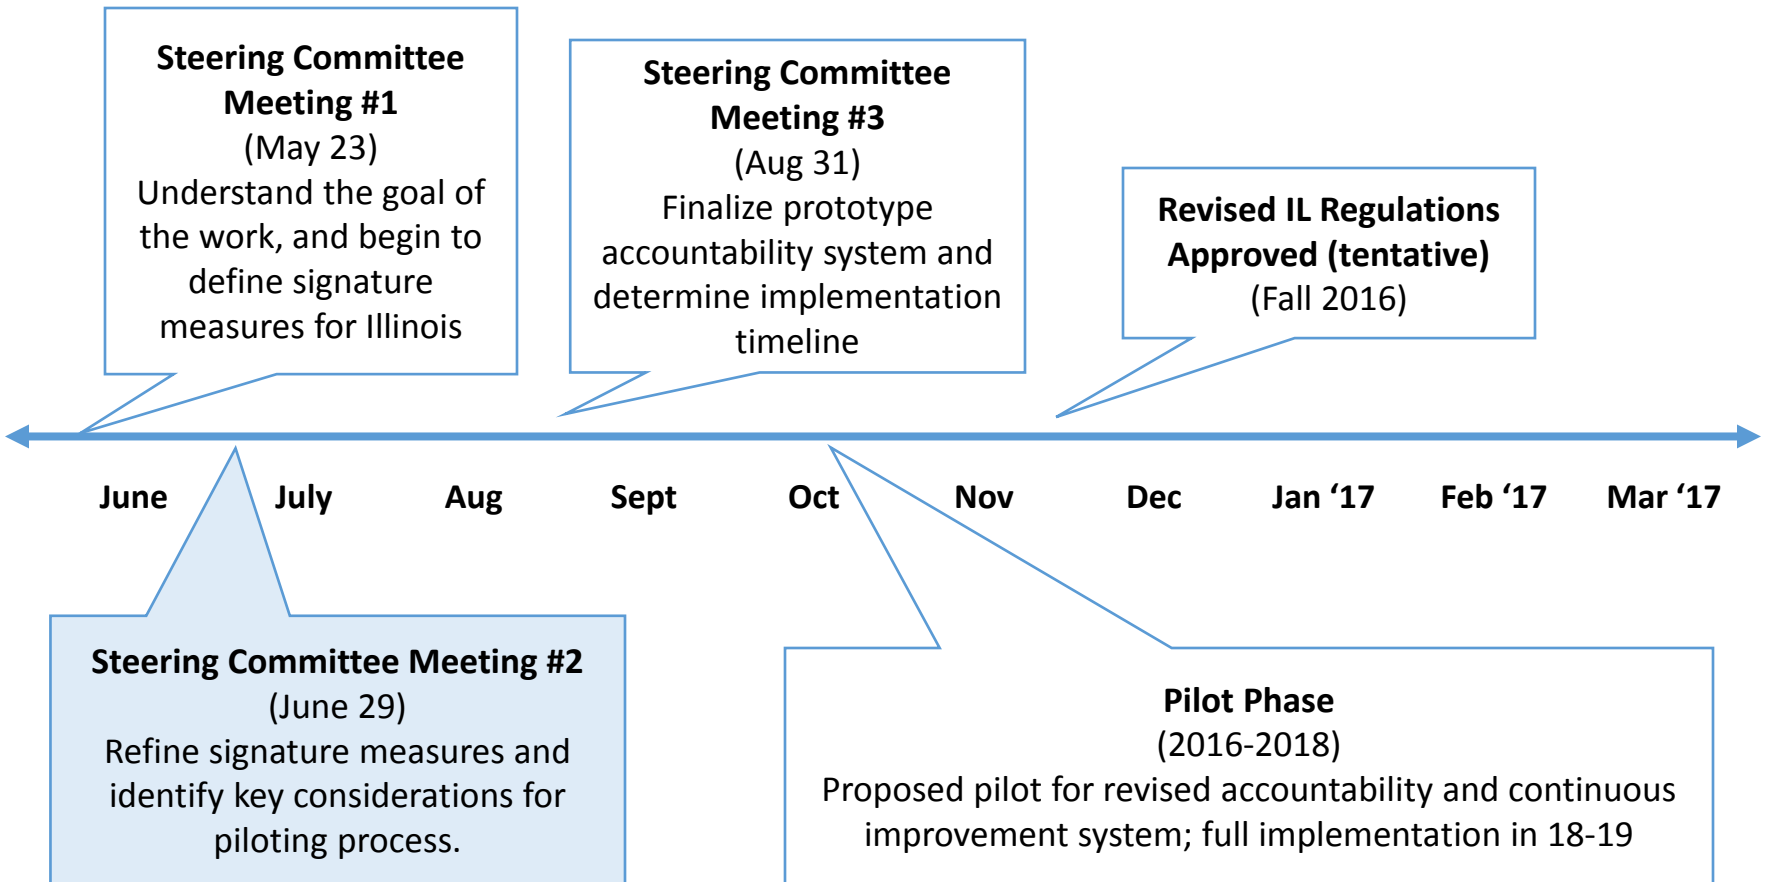 Steering Committee
Meeting #1
(May 23)
Understand the goal of
the work, and begin to
define signature
measures for Illinois
Steering Committee
Meeting #3
(Aug 31)
Finalize prototype
accountability system and
determine implementation
timeline
Revised IL Regulations
Approved (tentative)
(Fall 2016)
June July Aug Sept Oct Nov Dec Jan ‘17 Feb ‘17 Mar ‘17
Steering Committee Meeting #2
(June 29)
Refine signature measures and
identify key considerations for
piloting process.
Pilot Phase
(2016-2018)
Proposed pilot for revised accountability and continuous
improvement system; full implementation in 18-19